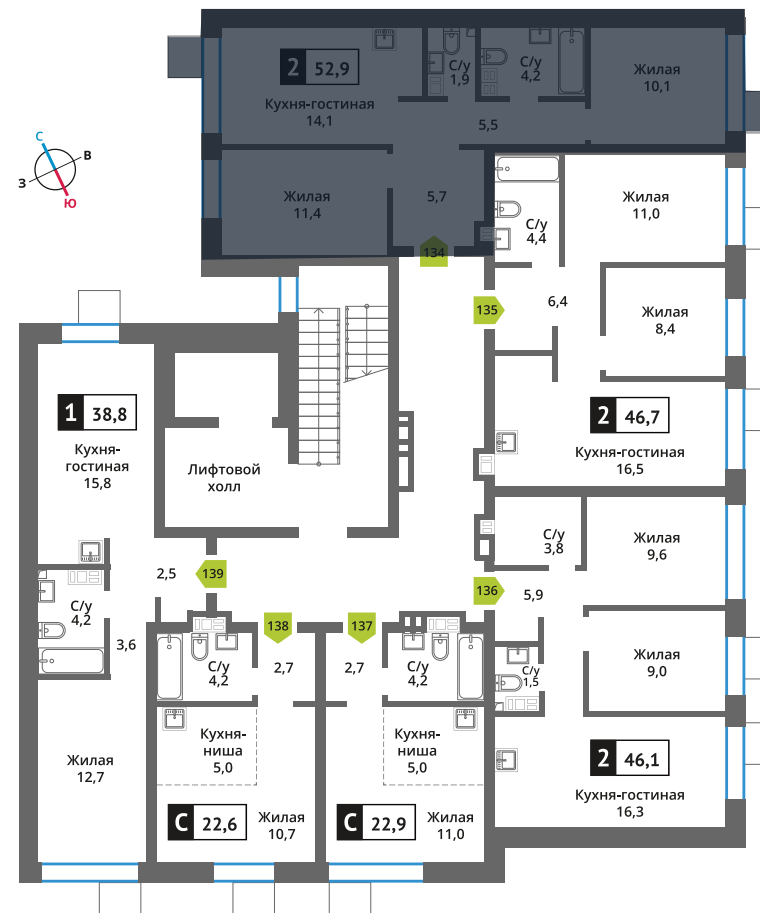 2 52,9
Кухня-гостиная
14,1
С/у
1,9
С/у
4,2
Жилая
10,1
5,5
Жилая
11,4
5,7
134
С
В
З
Ю
С/у
4,4
Жилая
11,0
135
6,4
Жилая
8,4
2 46,7
Кухня-гостиная
16,5
1 38,8
Кухня-
гостиная
15,8
Лифтовой
холл
2,5
139
С/у
4,2
3,6
Жилая
12,7
С/у
3,8
Жилая
9,6
136
5,9
С/у
1,5
Жилая
9,0
2 46,1
Кухня-гостиная
16,3
138
С/у
4,2
2,7
Кухня-
ниша
5,0
С 22,6
Жилая
10,7
137
2,7
С/у
4,2
Кухня-
ниша
5,0
С 22,9
Жилая
11,0